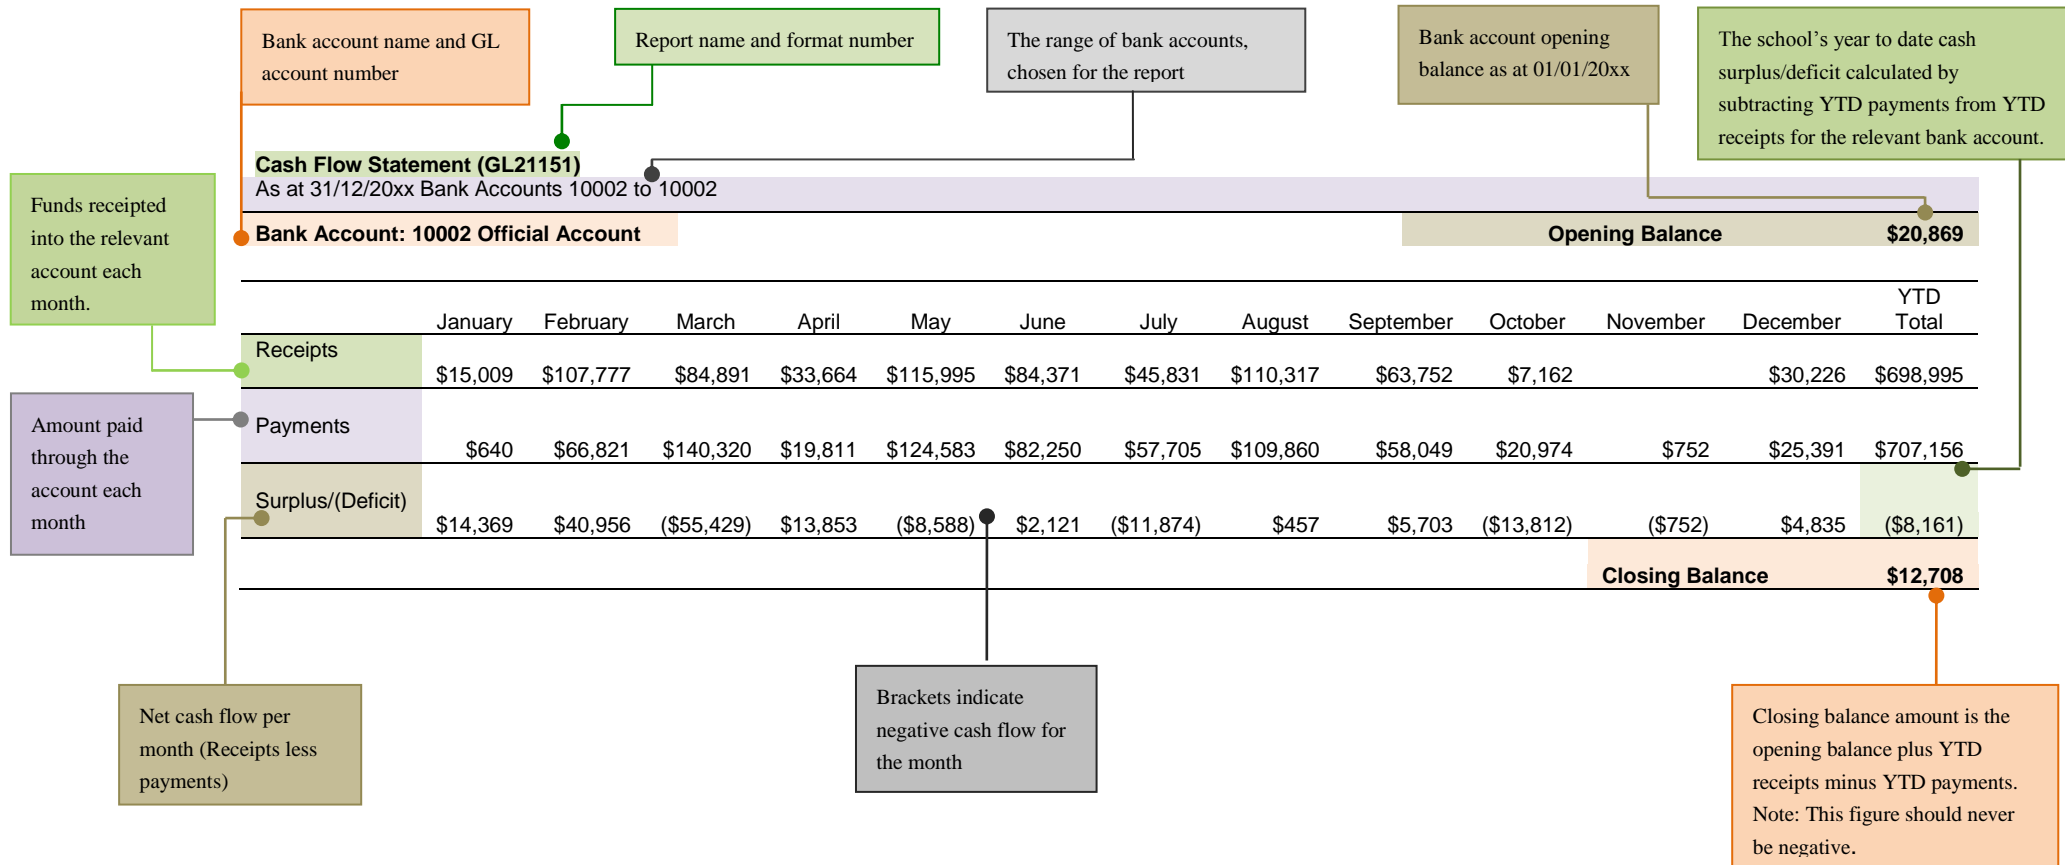 Bank account name and GL
account number
Report name and format number
The range of bank accounts,
chosen for the report
Bank account opening
balance as at 01/01/20xx
The school’s year to date cash
surplus/deficit calculated by
subtracting YTD payments from YTD
receipts for the relevant bank account.
Cash Flow Statement (GL21151)
As at 31/12/20xx Bank Accounts 10002 to 10002
Bank Account: 10002 Official Account Opening Balance $20,869
Funds receipted
into the relevant
account each
month.
YTD
January February March April May June July August September October November December Total
Receipts
$15,009 $107,777 $84,891 $33,664 $115,995 $84,371 $45,831 $110,317 $63,752 $7,162 $30,226 $698,995
Amount paid
through the
account each
month
Payments
$640 $66,821 $140,320 $19,811 $124,583 $82,250 $57,705 $109,860 $58,049 $20,974 $752 $25,391 $707,156
Surplus/(Deficit)
$14,369 $40,956 ($55,429) $13,853 ($8,588) $2,121 ($11,874) $457 $5,703 ($13,812) ($752) $4,835 ($8,161)
Closing Balance $12,708
Net cash flow per
month (Receipts less
payments)
Brackets indicate
negative cash flow for
the month
Closing balance amount is the
opening balance plus YTD
receipts minus YTD payments.
Note: This figure should never
be negative.